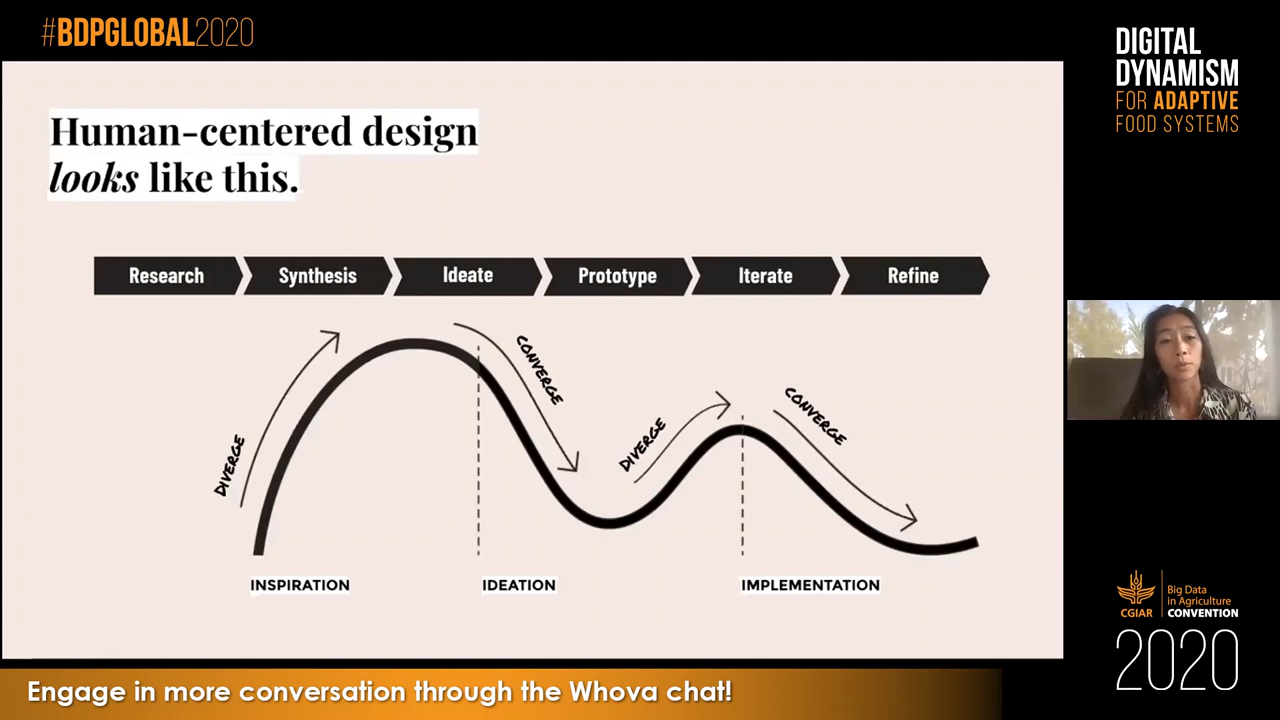 #BDPGLOBAL2020
DIGITAL
DYNAMISM
FOR ADAPTIVE
FOOD SYSTEMS
Human-centered design
looks like this.
Research
Synthesis
Ideate
Prototype
Iterate
Refine
DIVERGE
CONVERGE
DIVERGE
CONVERGE
INSPIRATION
IDEATION
IMPLEMENTATION
CGIAR
Big Data
in Agriculture
CONVENTION
2020
Engage in more conversation through the Whova chat!